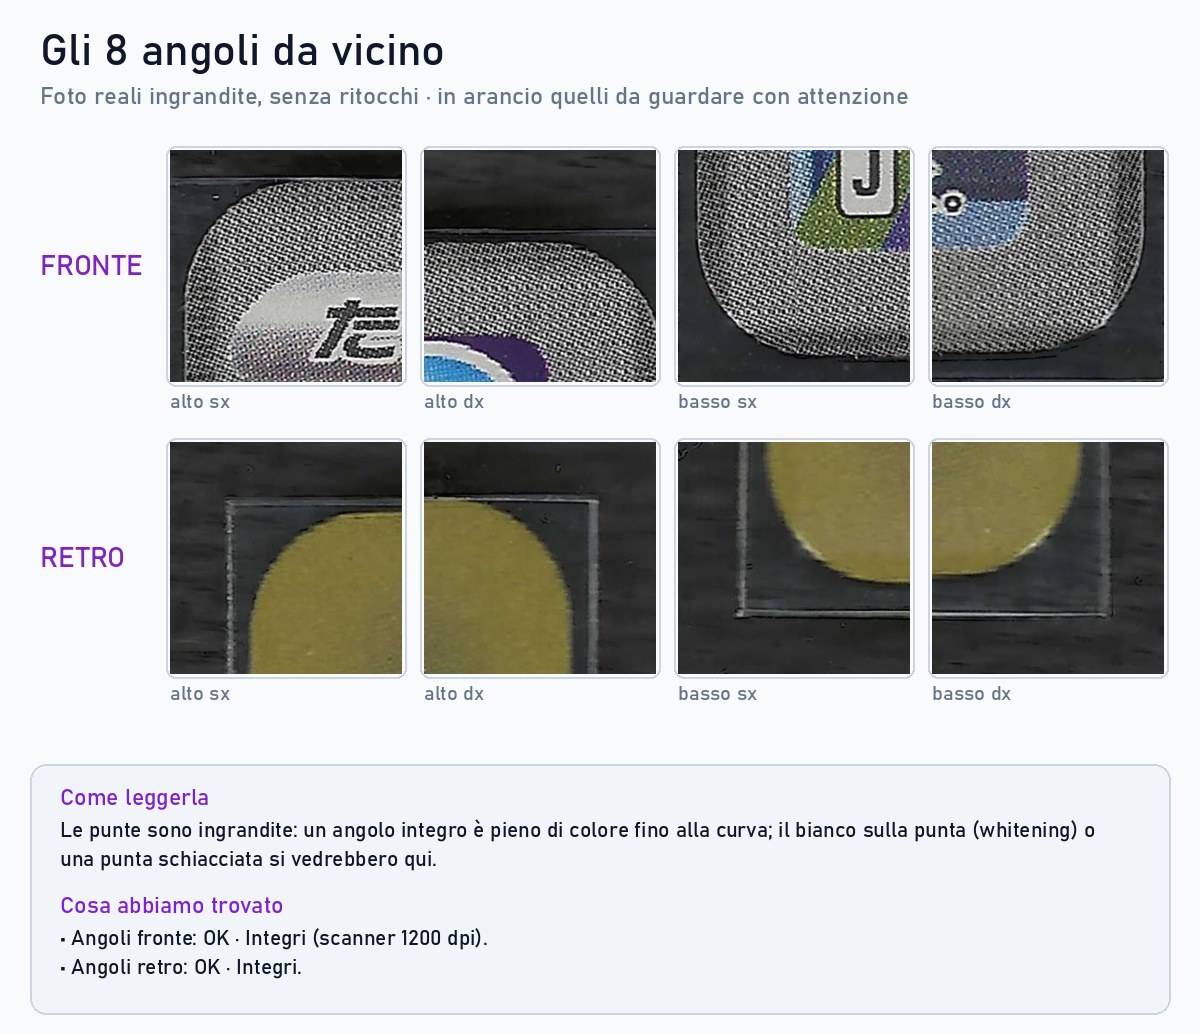 Gli 8 angoli da vicino
Foto reali ingrandite, senza ritocchi · in arancio quelli da guardare con attenzione
FRONTE
た
J
alto sx
alto dx
basso sx
basso dx
RETRO
alto sx
alto dx
basso sx
basso dx
Come leggerla
Le punte sono ingrandite: un angolo integro è pieno di colore fino alla curva; il bianco sulla punta (whitening) o
una punta schiacciata si vedrebbero qui.
Cosa abbiamo trovato
• Angoli fronte: OK · Integri (scanner 1200 dpi).
• Angoli retro: OK · Integri.